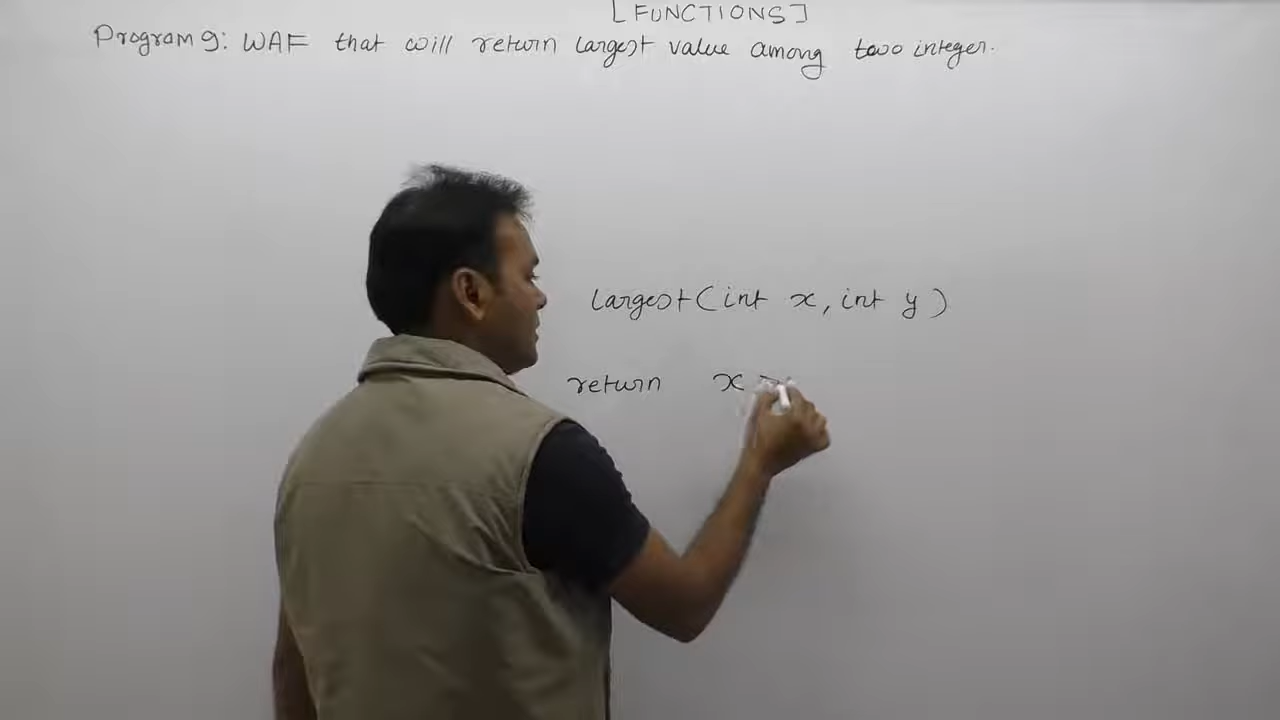 [FUNCTIONS]
Program 9: WAF that will return largest value among two integer.
largest(int x, int y)
return x >